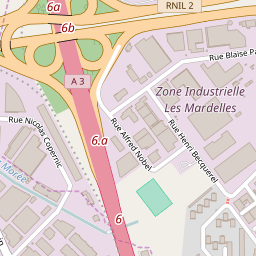 6a
RNIL 2
6b
Rue Blaise Pa
A 3
Zone Industrielle
Les Mardelles
Rue Nicolas Copernic
6.a
Rue Alfred Nobel
Rue Henri Becquerel
Morée
6